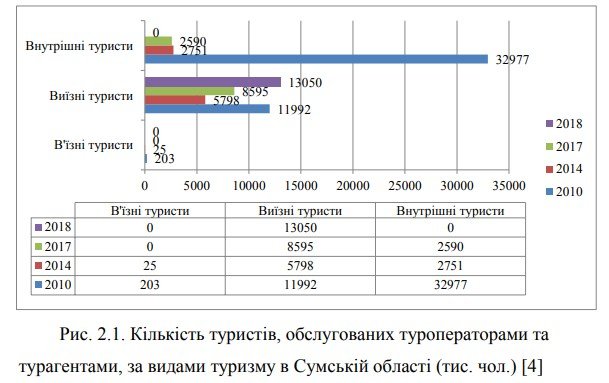 0
2590
Внутрішні туристи
2751
32977
13050
8595
Виїзні туристи
5798
11992
0
0
В'їзні туристи
25
203
0 5000 10000 15000 20000 25000 30000 35000
2018
2017
2014
2010
В'їзні туристи Виїзні туристи Внутрішні туристи
2018 0 13050 0
2017 0 8595 2590
2014 25 5798 2751
2010 203 11992 32977
Рис. 2.1. Кількість туристів, обслугованих туроператорами та
турагентами, за видами туризму в Сумській області (тис. чол.) [4]